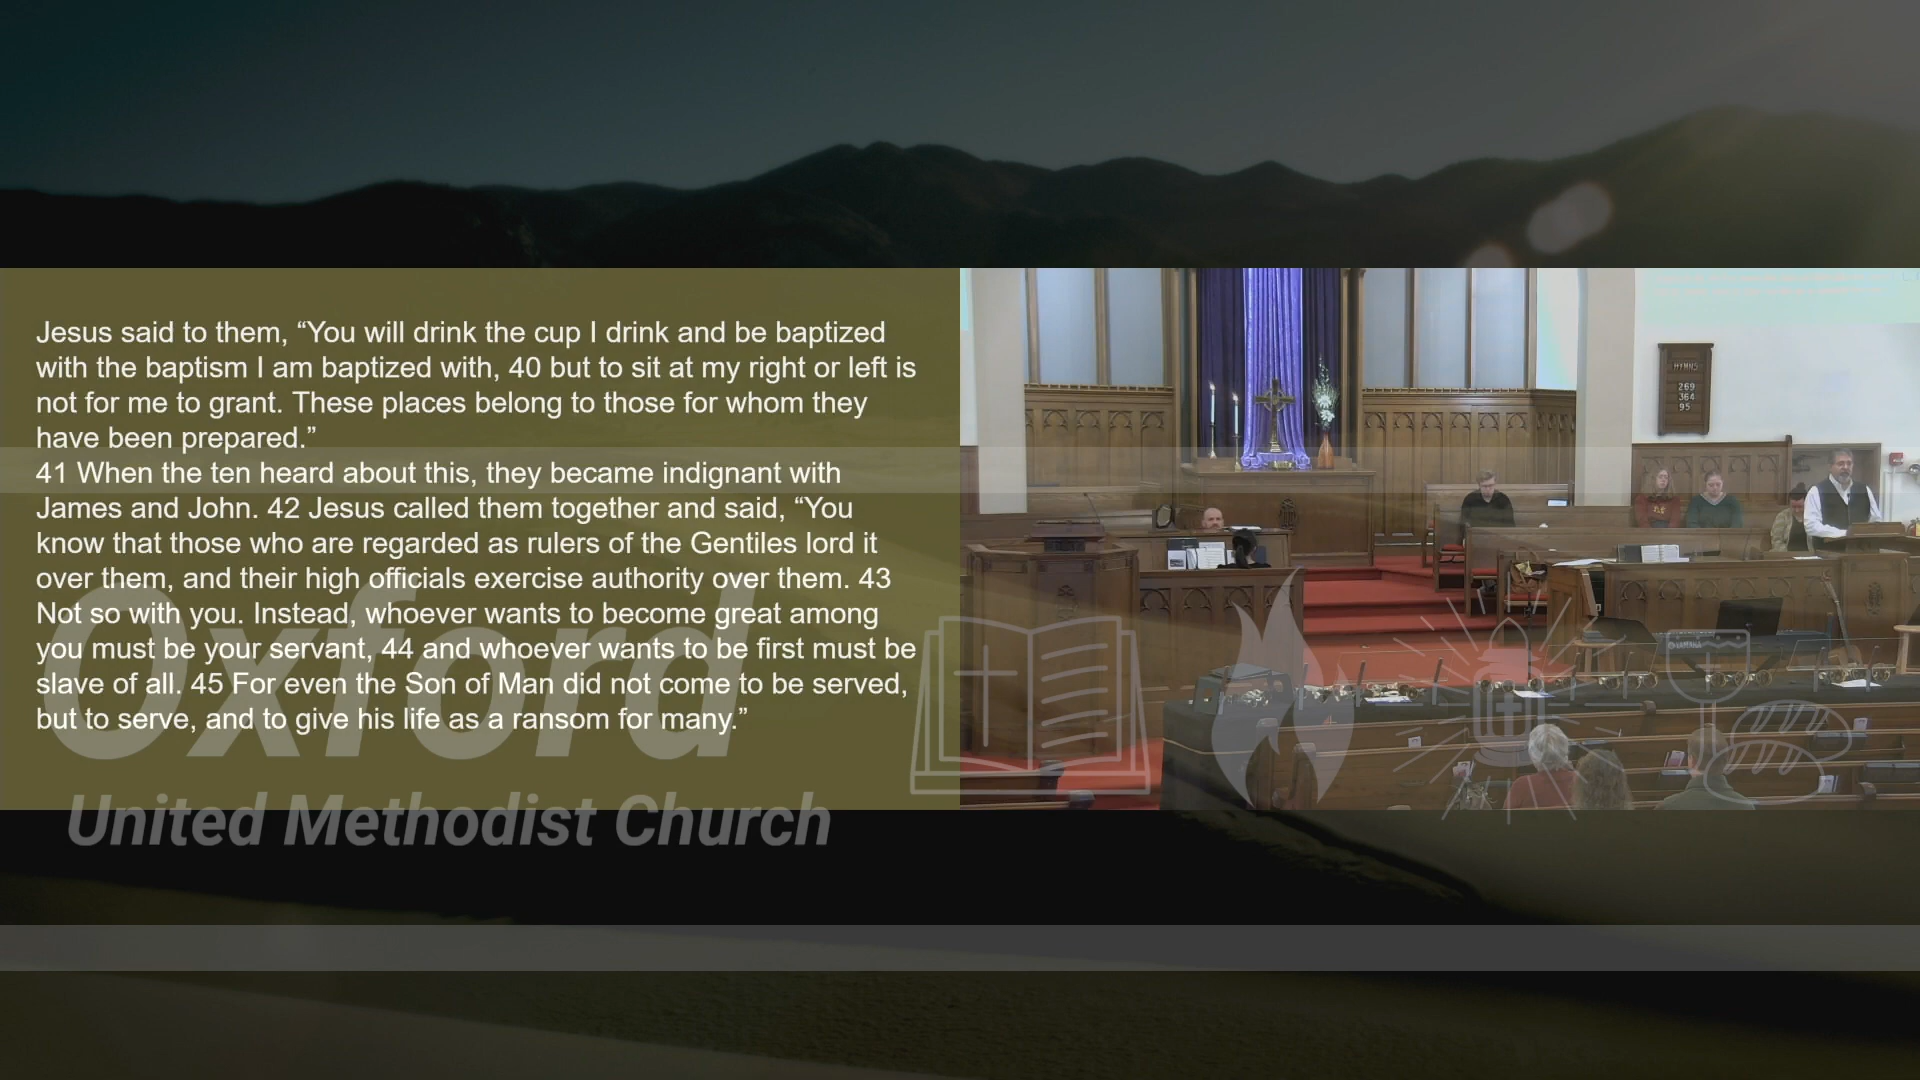 Jesus said to them, “You will drink the cup I drink and be baptized
with the baptism I am baptized with, 40 but to sit at my right or left is
not for me to grant. These places belong to those for whom they
have been prepared.”
41 When the ten heard about this, they became indignant with
James and John. 42 Jesus called them together and said, “You
know that those who are regarded as rulers of the Gentiles lord it
over them, and their high officials exercise authority over them. 43
Not so with you. Instead, whoever wants to become great among
you must be your servant, 44 and whoever wants to be first must be
slave of all. 45 For even the Son of Man did not come to be served,
but to serve, and to give his life as a ransom for many.”
Oxford
United Methodist Church
HYMNS
269
364
95
YAMAHA